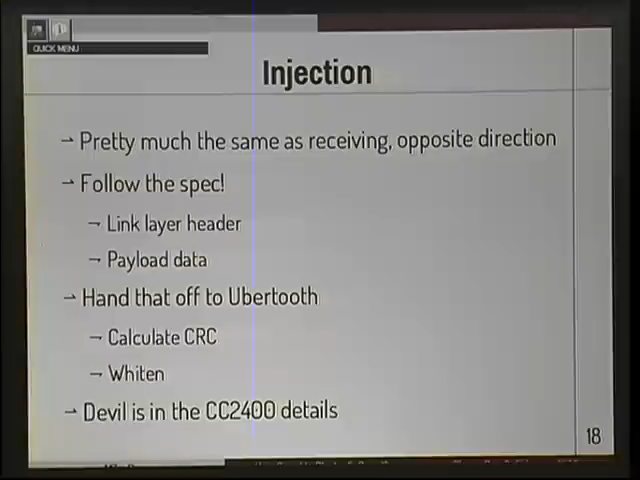 QUICK MENU
Injection
→ Pretty much the same as receiving, opposite direction
→ Follow the spec!
→ Link layer header
→ Payload data
→ Hand that off to Ubertooth
→ Calculate CRC
→ Whiten
→ Devil is in the CC2400 details
18